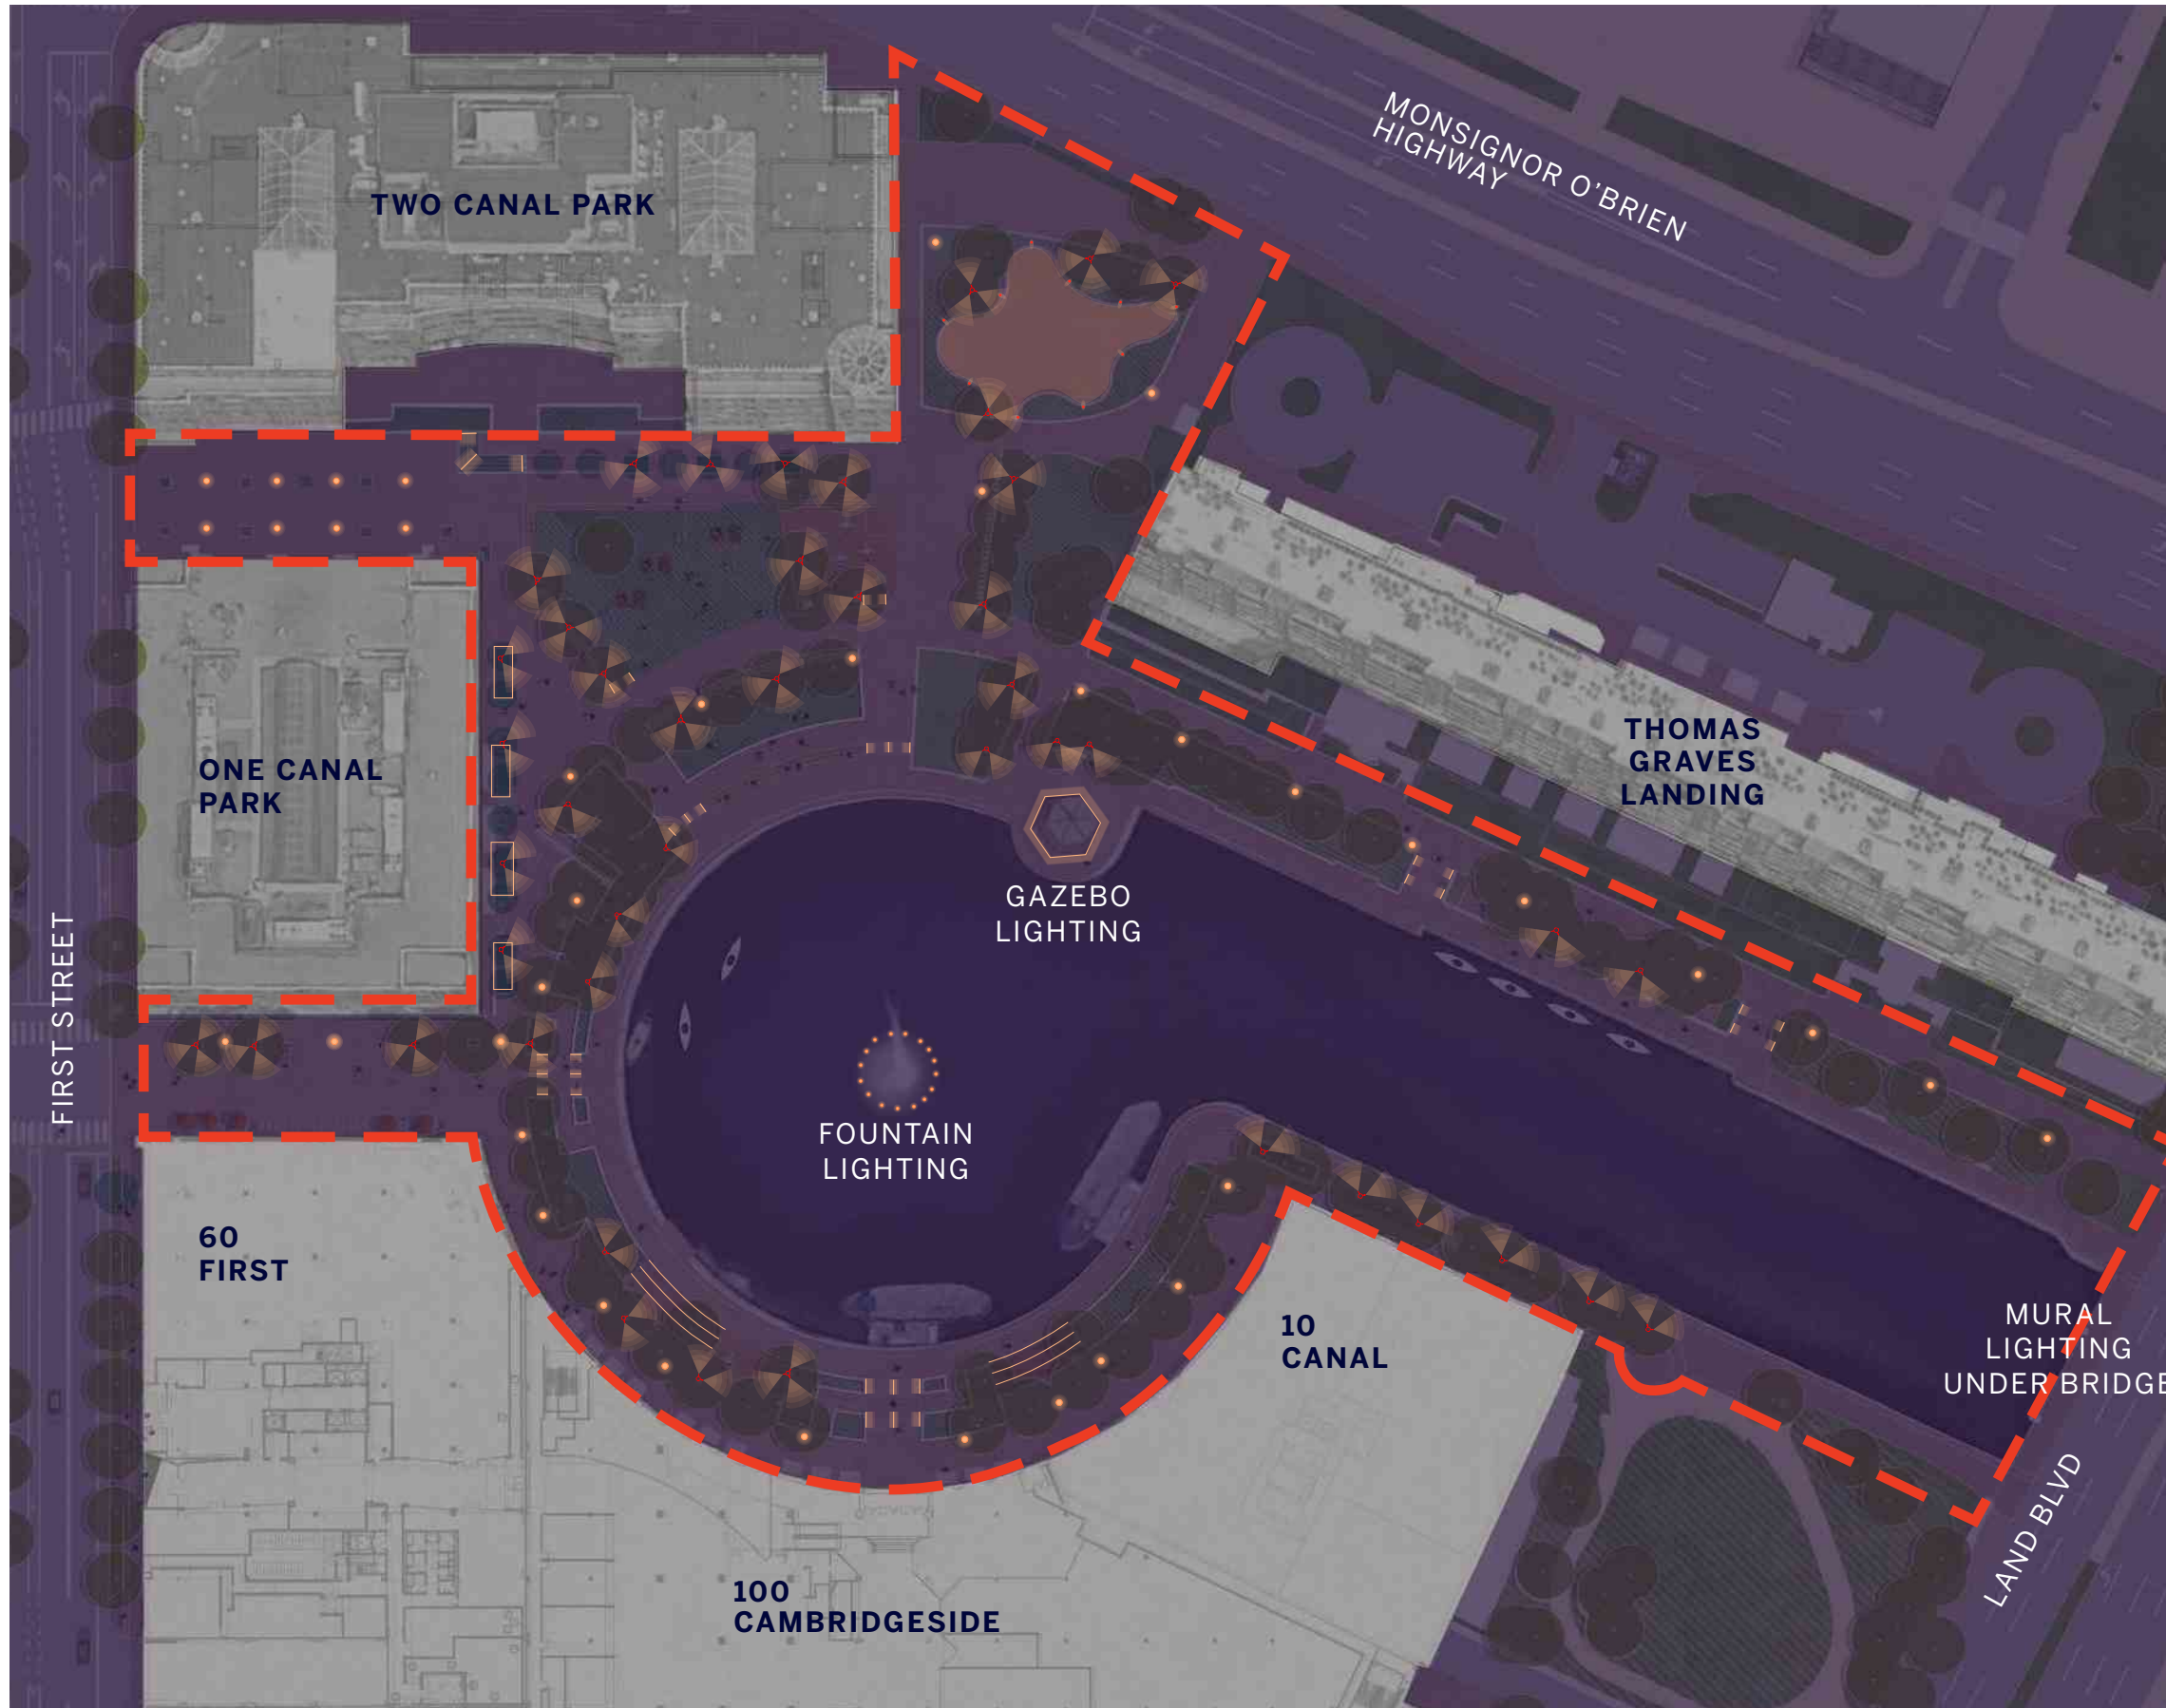 MONSIGNOR O'BRIEN
HIGHWAY
TWO CANAL PARK
THOMAS
GRAVES
LANDING
ONE CANAL
PARK
GAZEBO
LIGHTING
FIRST STREET
FOUNTAIN
LIGHTING
60
FIRST
10
CANAL
MURAL
LIGHTING
UNDER BRIDGE
LAND BLVD
100
CAMBRIDGESIDE